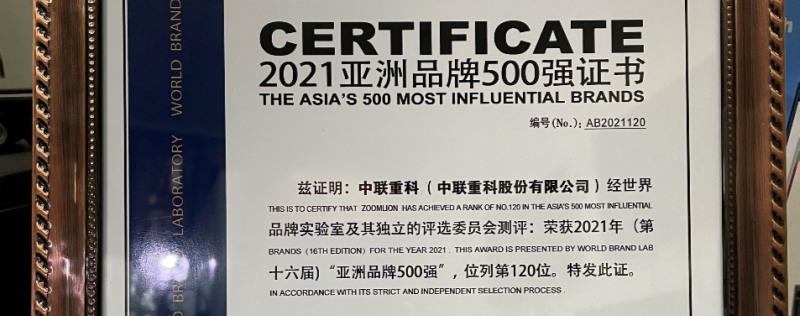 CERTIFICATE
2021亚洲品牌500强证书
THE ASIA'S 500 MOST INFLUENTIAL BRANDS
编号(No.): AB2021120
兹证明：中联重科（中联重科股份有限公司）经世界
THIS IS TO CERTIFY THAT ZOOMLION HAS ACHIEVED A RANK OF NO.120 IN THE ASIA'S 500 MOST INFLUENTIAL
品牌实验室及其独立的评选委员会测评：荣获2021年（第
BRANDS (16TH EDITION) FOR THE YEAR 2021 . THIS AWARD IS PRESENTED BY WORLD BRAND LAB
十六届）“亚洲品牌500强”，位列第120位。特发此证。
IN ACCORDANCE WITH ITS STRICT AND INDEPENDENT SELECTION PROCESS .
LABORATORY WORLD BRAND